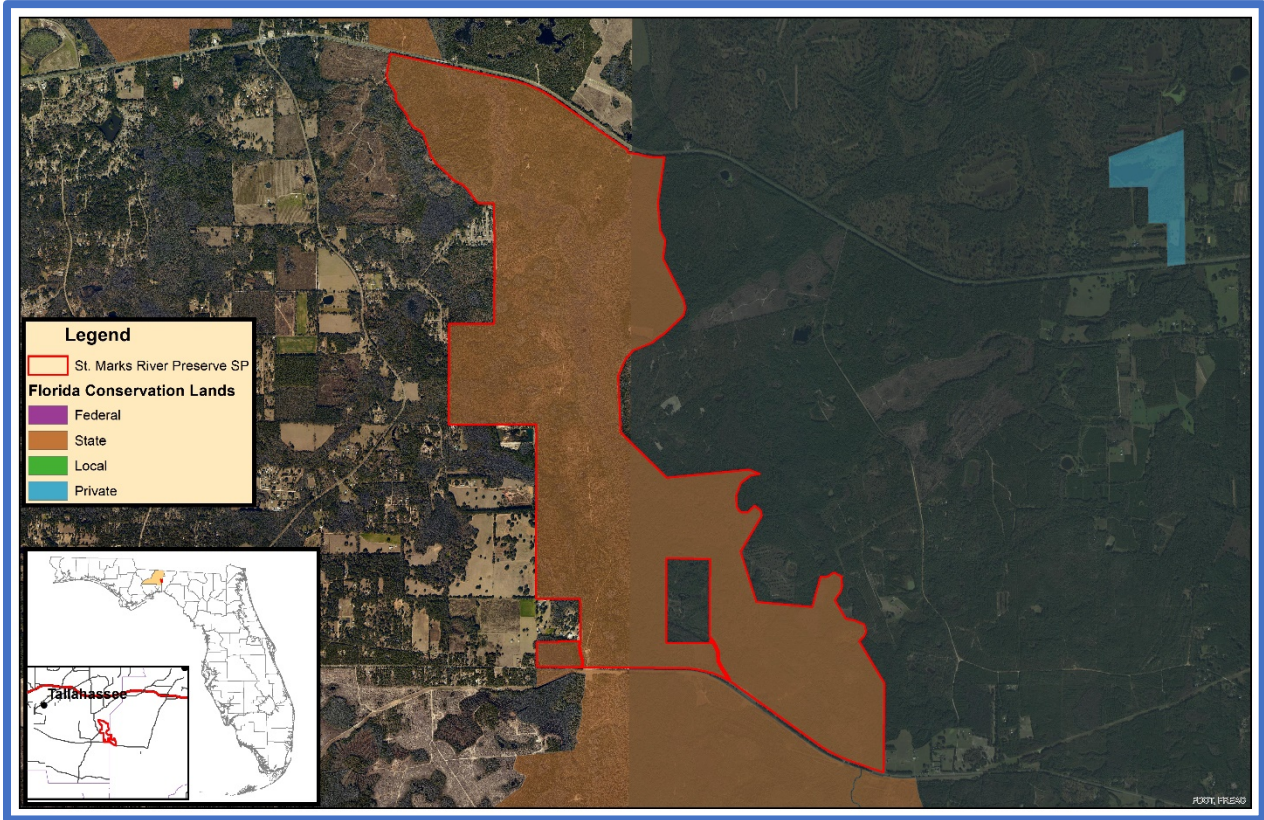 Legend
St. Marks River Preserve SP
Florida Conservation Lands
Federal
State
Local
Private
Tallahassee